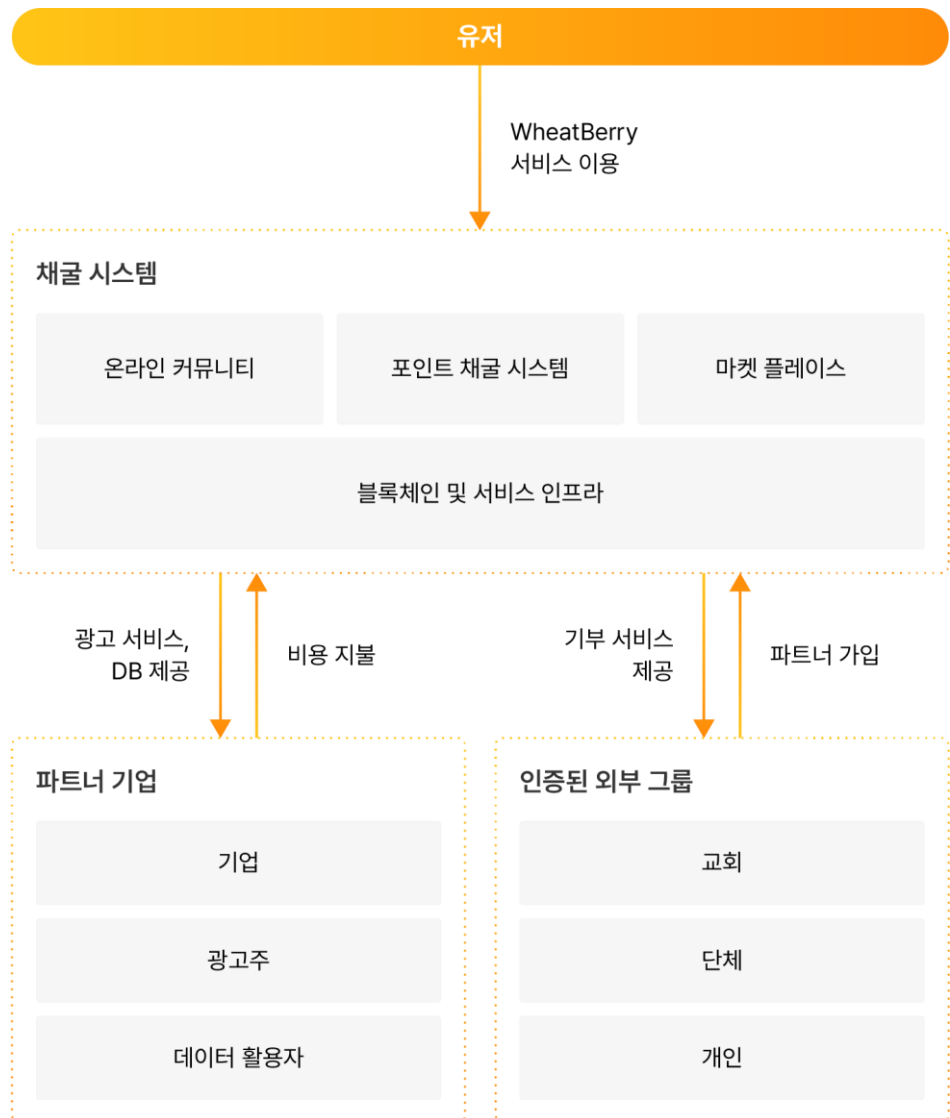 유저
WheatBerry
서비스 이용
채굴 시스템
온라인 커뮤니티
포인트 채굴 시스템
마켓 플레이스
블록체인 및 서비스 인프라
광고 서비스,
DB 제공
비용 지불
기부 서비스
제공
파트너 가입
파트너 기업
기업
광고주
데이터 활용자
인증된 외부 그룹
교회
단체
개인